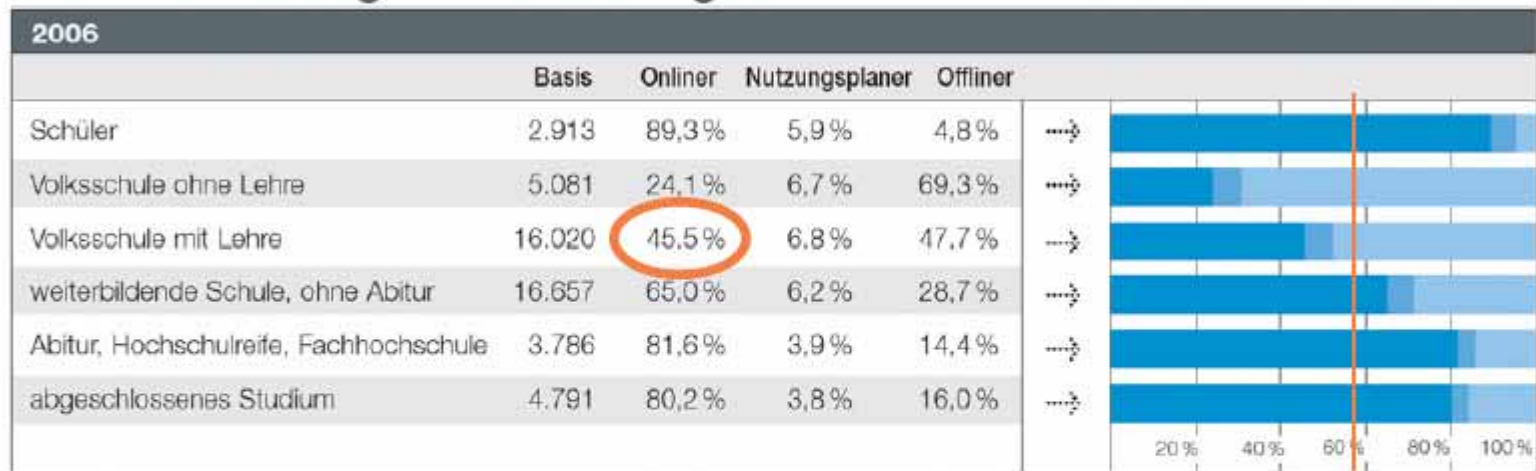 2006
Basis Onliner Nutzungsplaner Offliner
Schüler 2.913 89,3% 5,9% 4,8%
Volksschule ohne Lehre 5.081 24,1% 6,7% 69,3%
Volksschule mit Lehre 16.020 45,5% 6,8% 47,7%
weiterbildende Schule, ohne Abitur 16.657 65,0% 6,2% 28,7%
Abitur, Hochschulreife, Fachhochschule 3.786 81,6% 3,9% 14,4%
abgeschlossenes Studium 4.791 80,2% 3,8% 16,0%
20% 40% 60% 80% 100%